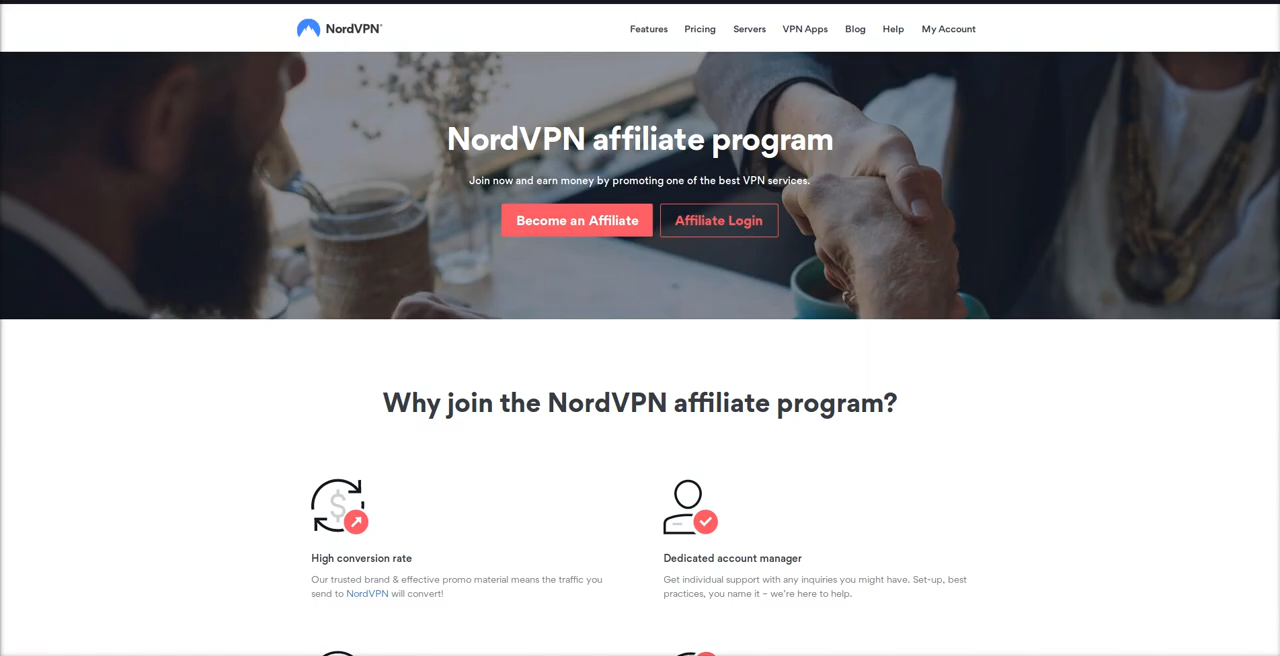 NordVPN®
Features Pricing Servers VPN Apps Blog Help My Account
NordVPN affiliate program
Join now and earn money by promoting one of the best VPN services.
Become an Affiliate Affiliate Login
Why join the NordVPN affiliate program?
$
High conversion rate
Our trusted brand & effective promo material means the traffic you
send to NordVPN will convert!
Dedicated account manager
Get individual support with any inquiries you might have. Set-up, best
practices, you name it – we're here to help.